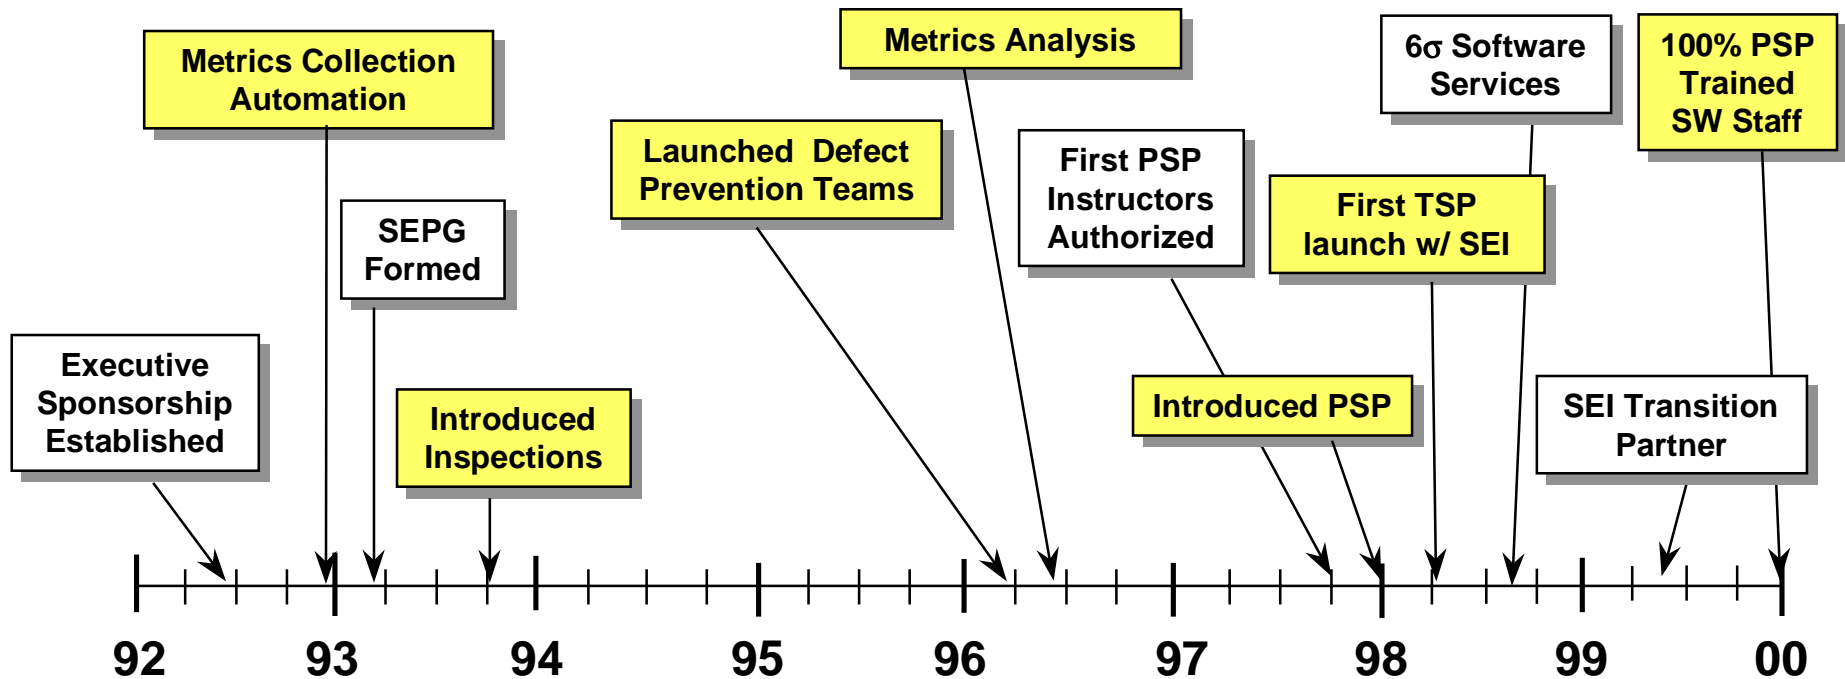 Metrics Collection
Automation
Metrics Analysis
6σ Software
Services
100% PSP
Trained
SW Staff
Launched Defect
Prevention Teams
First PSP
Instructors
Authorized
First TSP
launch w/ SEI
SEPG
Formed
Executive
Sponsorship
Established
Introduced
Inspections
Introduced PSP
SEI Transition
Partner
92 93 94 95 96 97 98 99 00